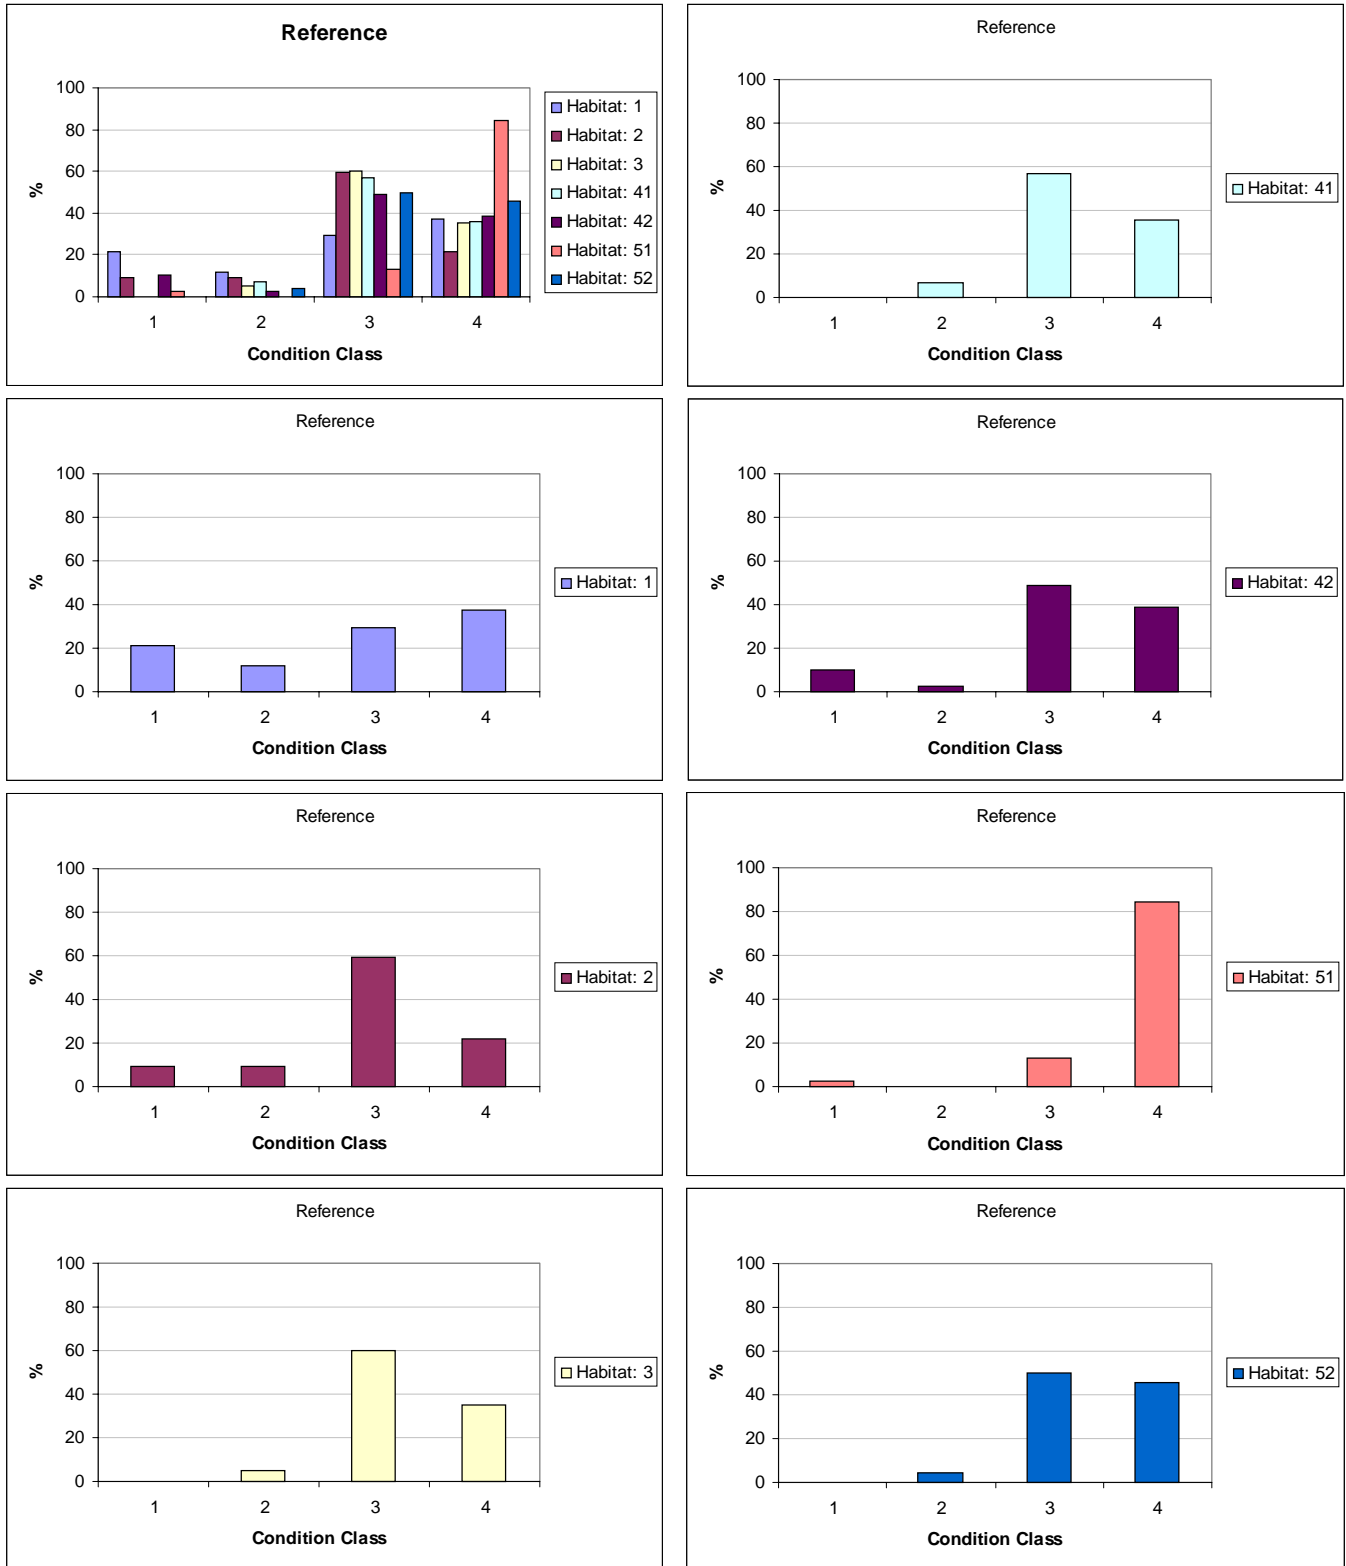 Reference
100
80
60
40
20
0
%
1 2 3 4
Condition Class
Habitat: 1
Habitat: 2
Habitat: 3
Habitat: 41
Habitat: 42
Habitat: 51
Habitat: 52
Reference
100
80
60
40
20
0
%
1 2 3 4
Condition Class
Habitat: 41
Reference
100
80
60
40
20
0
%
1 2 3 4
Condition Class
Habitat: 1
Reference
100
80
60
40
20
0
%
1 2 3 4
Condition Class
Habitat: 42
Reference
100
80
60
40
20
0
%
1 2 3 4
Condition Class
Habitat: 2
Reference
100
80
60
40
20
0
%
1 2 3 4
Condition Class
Habitat: 51
Reference
100
80
60
40
20
0
%
1 2 3 4
Condition Class
Habitat: 3
Reference
100
80
60
40
20
0
%
1 2 3 4
Condition Class
Habitat: 52